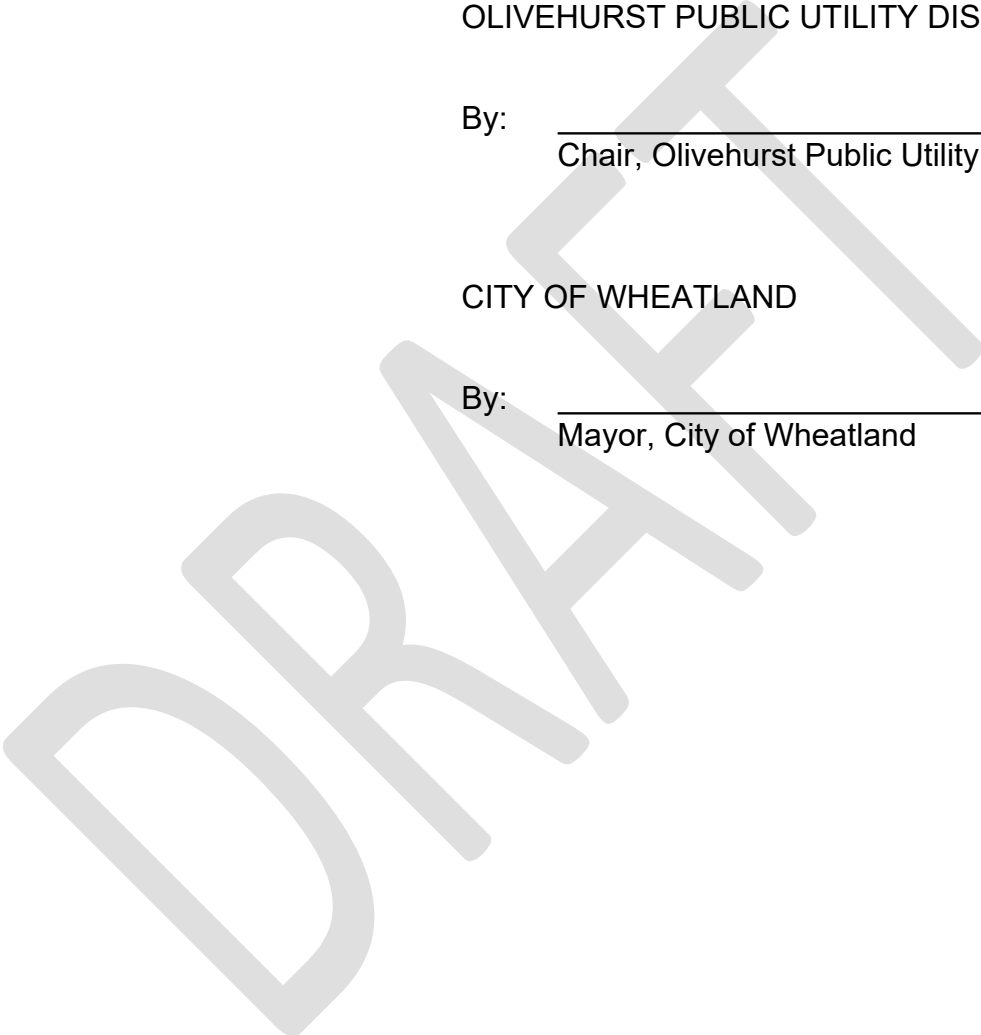 OLIVEHURST PUBLIC UTILITY DIS
By:
Chair, Olivehurst Public Utility
CITY OF WHEATLAND
By:
Mayor, City of Wheatland
DRAFT